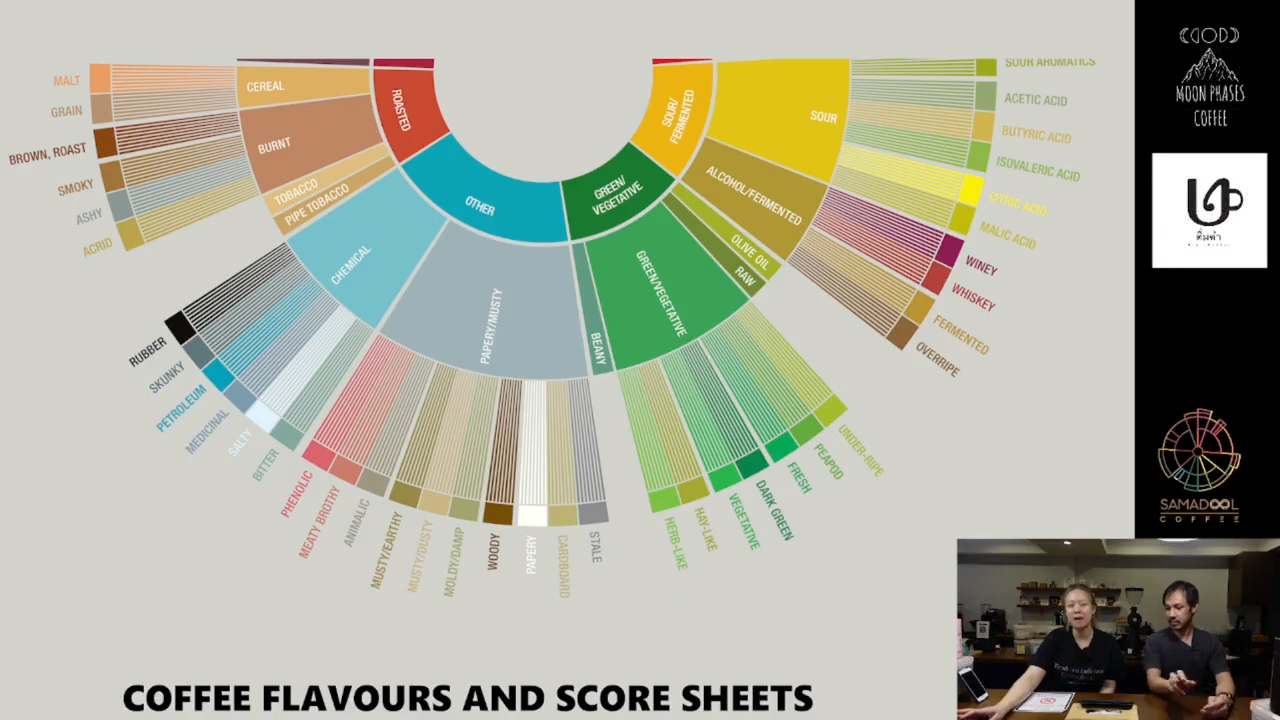 MALT
GRAIN
BROWN, ROAST
SMOKY
ASHY
ACRID
CEREAL
BURNT
TOBACCO
PIPE TOBACCO
ROASTED
OTHER
CHEMICAL
RUBBER
SKUNKY
PETROLEUM
MEDICINAL
SALTY
BITTER
PAPERY/MUSTY
PHENOLIC
MEATY BROTHY
ANIMALIC
MUSTY/EARTHY
MUSTY/DUSTY
MOLDY/DAMP
WOODY
PAPERY
CARDBOARD
STALE
GREEN/
VEGETATIVE
BEANY
GREEN/VEGETATIVE
RAW
OLIVE OIL
HERB-LIKE
HAY-LIKE
VEGETATIVE
DARK GREEN
FRESH
PEAPOD
UNDER-RIPE
SOUR/
FERMENTED
SOUR
ALCOHOL/FERMENTED
SOUR AROMATICS
ACETIC ACID
BUTYRIC ACID
ISOVALERIC ACID
CITRIC ACID
MALIC ACID
WINEY
WHISKEY
FERMENTED
OVERRIPE
MOON PHASES
COFFEE
ดื่มด่ำ
SAMADOOL
COFFEE
COFFEE FLAVOURS AND SCORE SHEETS